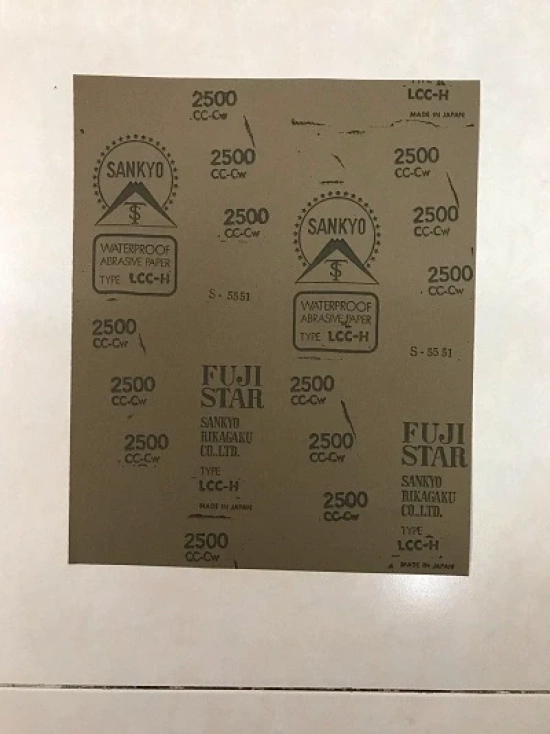 2500
CC-Cw
LCC-H
MADE IN JAPAN
2500
CC-Cw
2500
CC-Cw
SANKYO
2500
CC-Cw
2500
CC-Cw
SANKYO
WATERPROOF
ABRASIVE PAPER
TYPE LCC-H
2500
CC-Cw
S - 5551
WATERPROOF
ABRASIVE PAPER
TYPE LCC-H
2500
CC-Cw
S - 5551
FUJI
STAR
SANKYO
RIKAGAKU
CO.,LTD.
TYPE
LCC-H
MADE IN JAPAN
2500
CC-Cw
2500
CC-Cw
2500
CC-Cw
2500
CC-Cw
FUJI
STAR
SANKYO
RIKAGAKU
CO.,LTD.
TYPE
LCC-H
MADE IN JAPAN
2500
CC-Cw
2500
CC-Cw
2500
CC-Cw